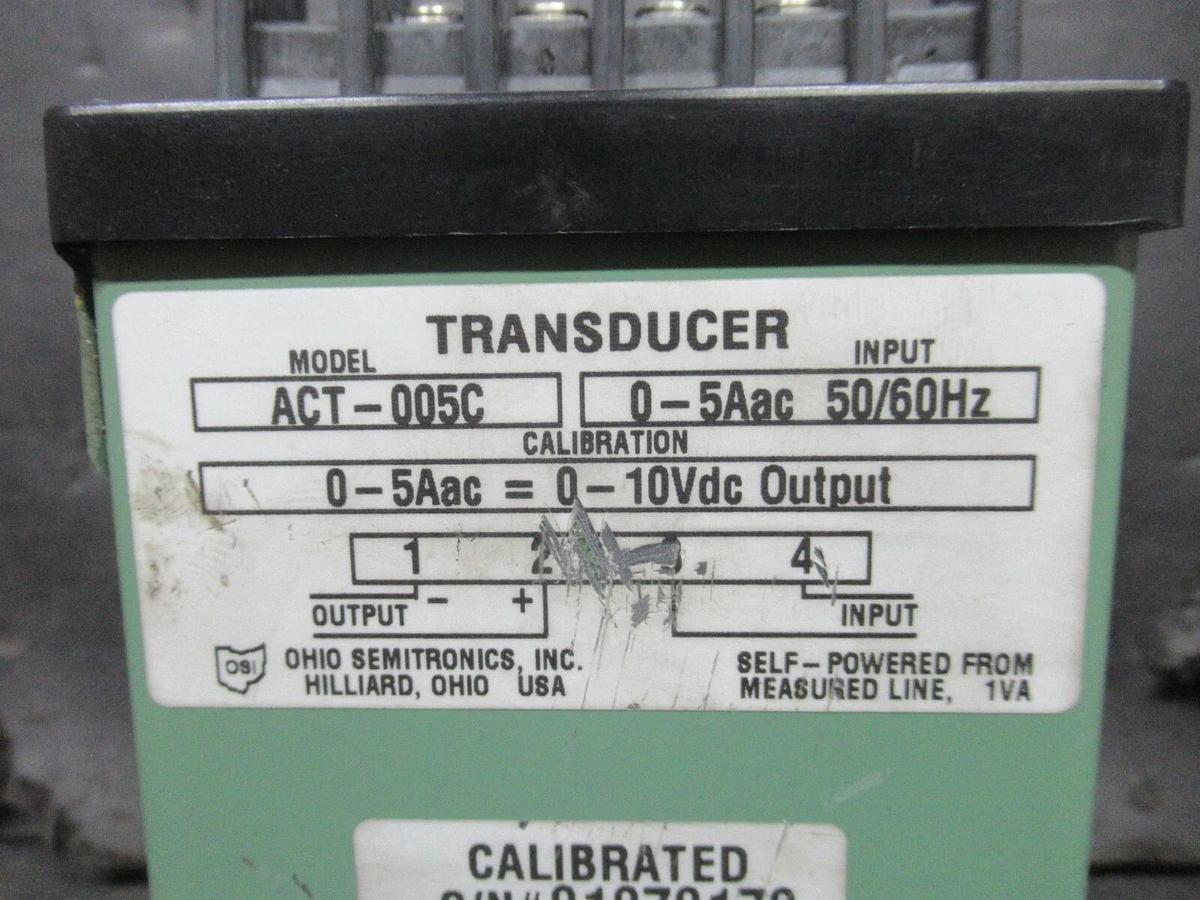 TRANSDUCER
MODEL INPUT
ACT-005C 0-5Aac 50/60Hz
CALIBRATION
0-5Aac = 0-10Vdc Output
1 2 4
OUTPUT - + INPUT
OSI OHIO SEMITRONICS, INC. SELF-POWERED FROM
HILLIARD, OHIO USA MEASURED LINE, 1VA
CALIBRATED